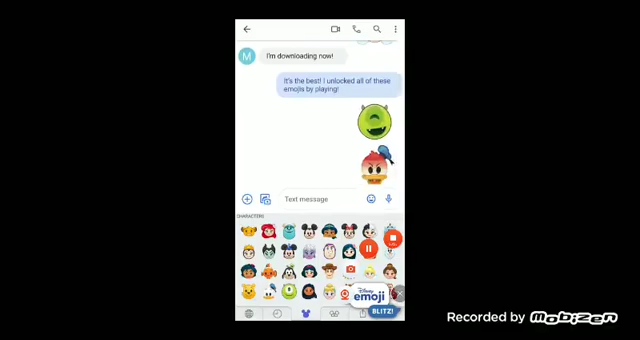 M
I'm downloading now!
It's the best! I unlocked all of these
emojis by playing!
Text message
CHARACTERS
Disney
emoji
BLITZ!
Recorded by MOBIZEN